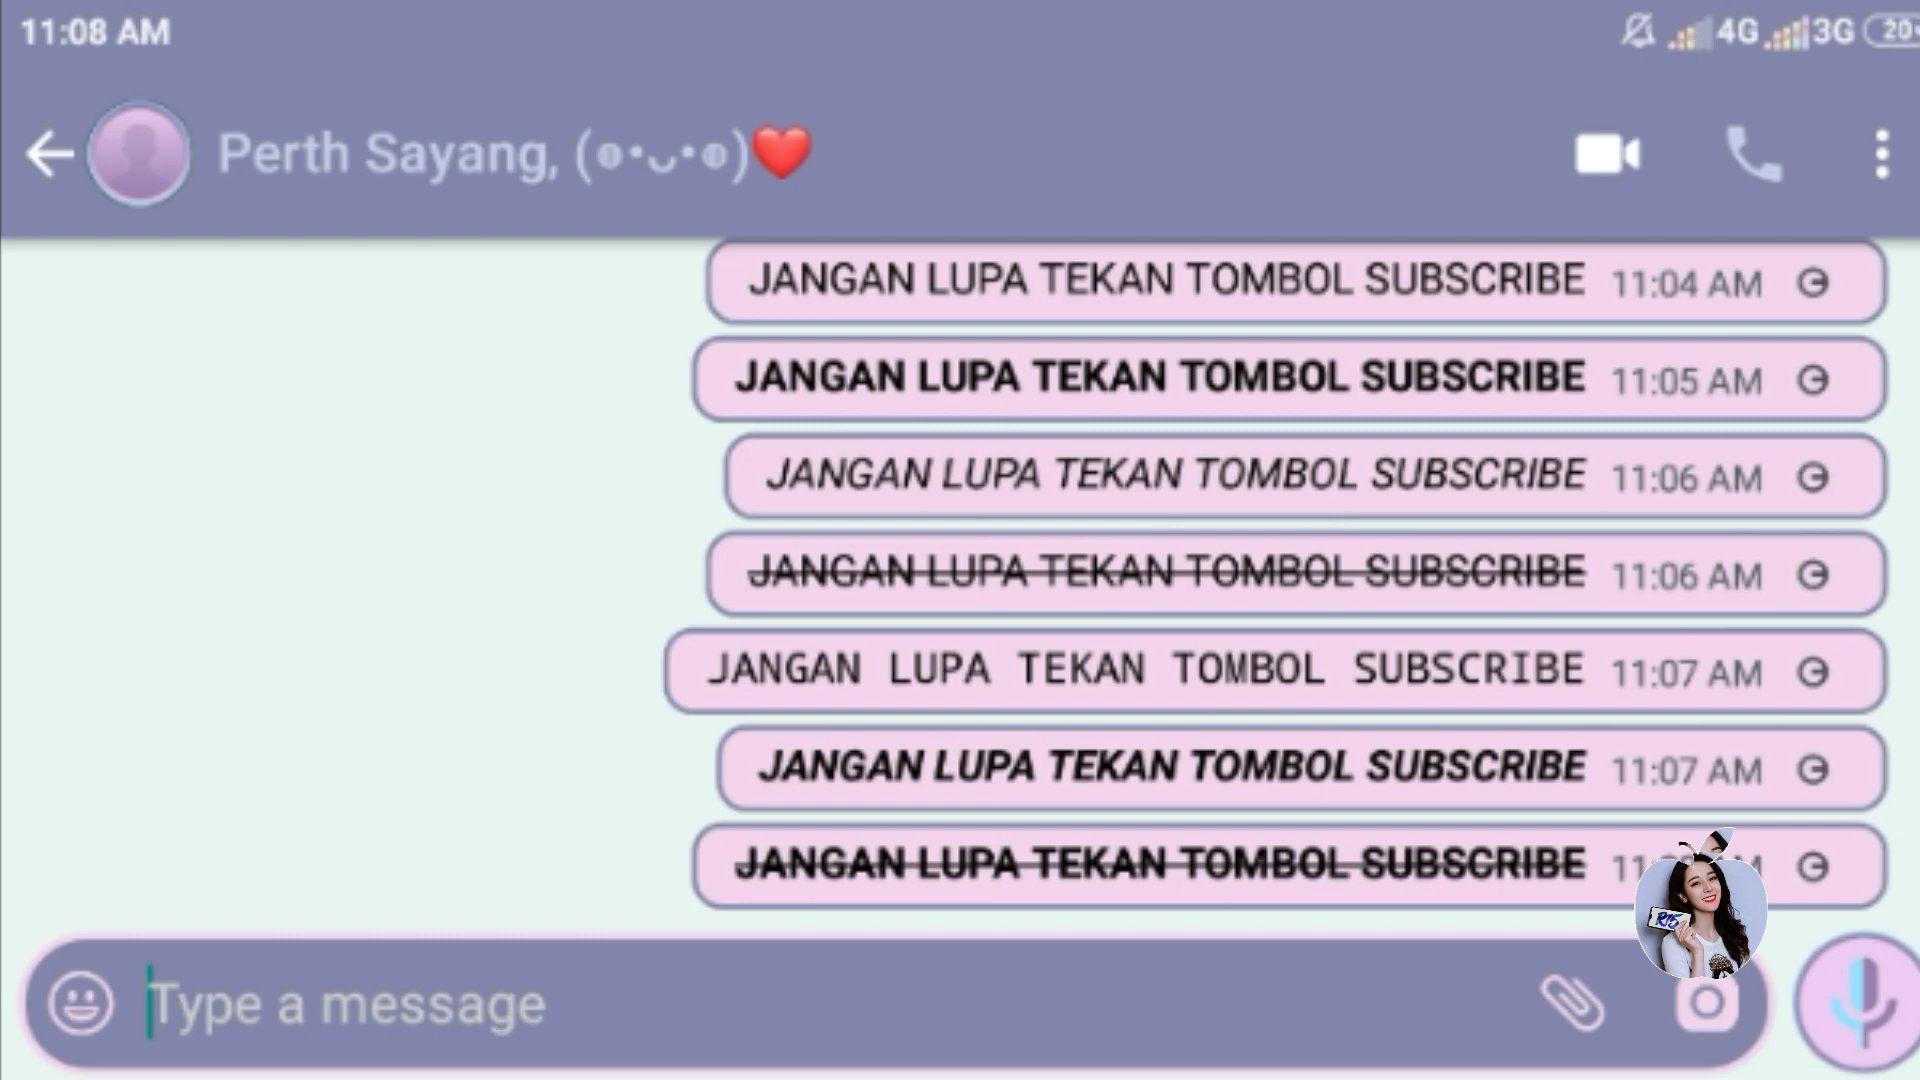 11:08 AM 4G 3G 20
Perth Sayang, (◍•ᴗ•◍)❤️
JANGAN LUPA TEKAN TOMBOL SUBSCRIBE 11:04 AM
JANGAN LUPA TEKAN TOMBOL SUBSCRIBE 11:05 AM
JANGAN LUPA TEKAN TOMBOL SUBSCRIBE 11:06 AM
JANGAN LUPA TEKAN TOMBOL SUBSCRIBE 11:06 AM
JANGAN LUPA TEKAN TOMBOL SUBSCRIBE 11:07 AM
JANGAN LUPA TEKAN TOMBOL SUBSCRIBE 11:07 AM
JANGAN LUPA TEKAN TOMBOL SUBSCRIBE
R15
Type a message